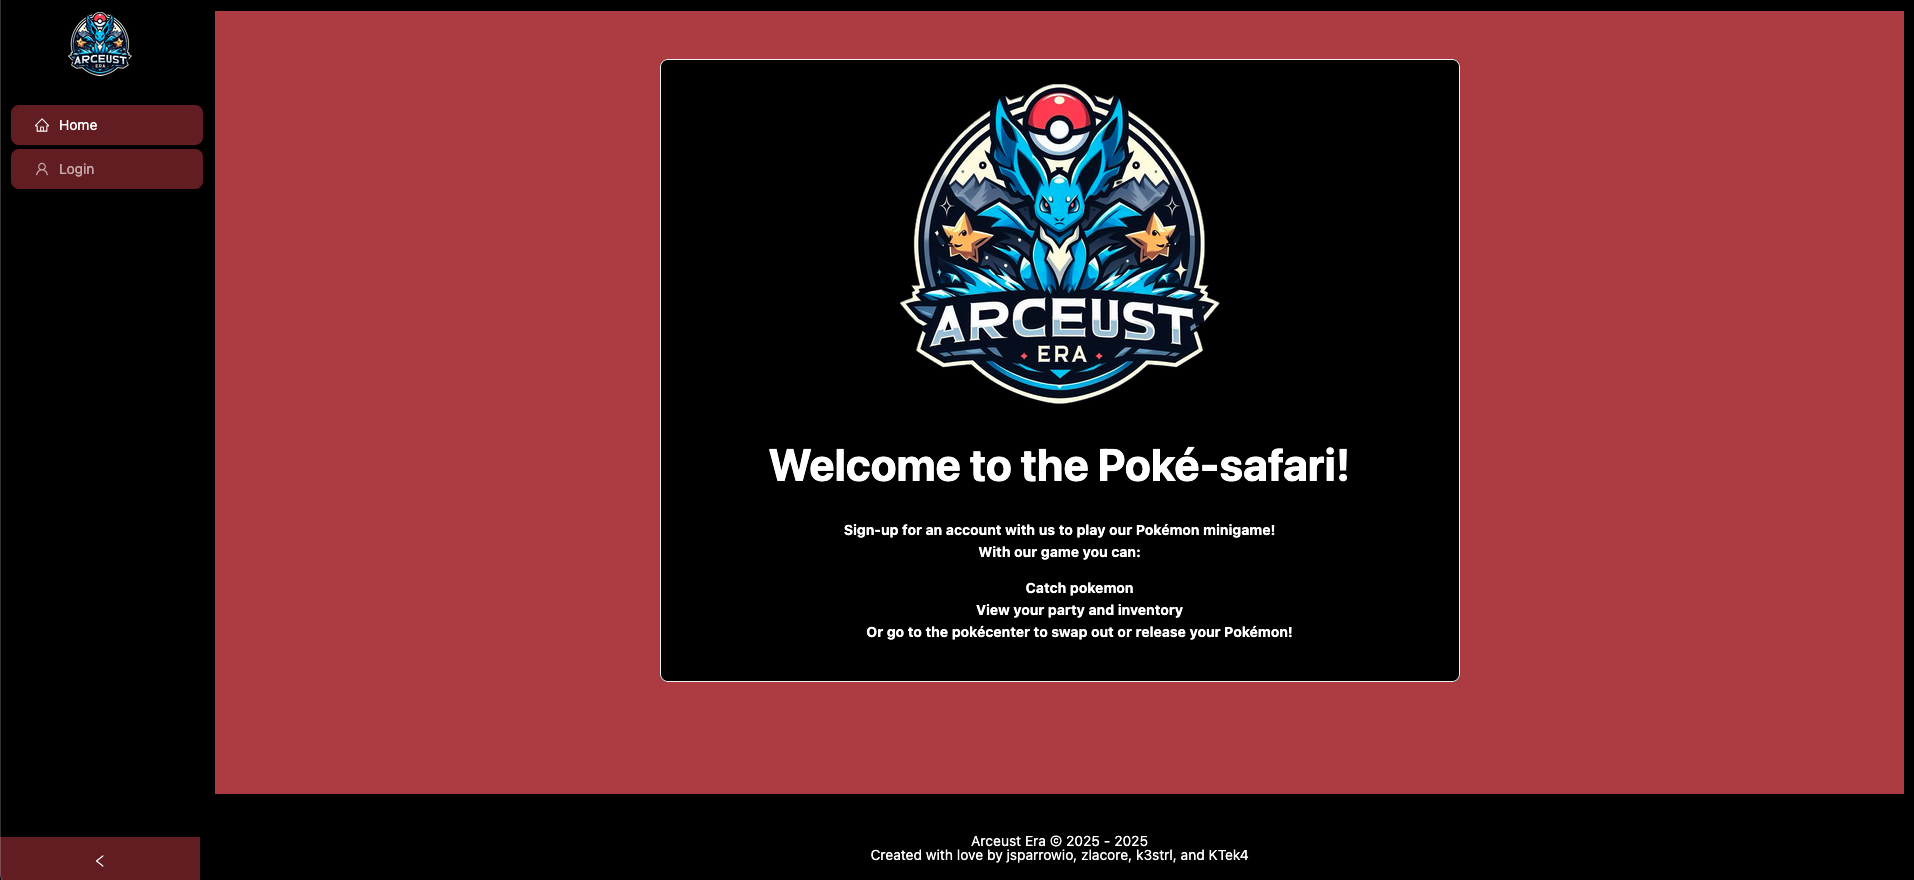 ARCEUST
ERA
Home
Login
ARCEUST
ERA
Welcome to the Poké-safari!
Sign-up for an account with us to play our Pokémon minigame!
With our game you can:
Catch pokemon
View your party and inventory
Or go to the pokécenter to swap out or release your Pokémon!
Arceust Era © 2025 - 2025
Created with love by jsparrowio, zlacore, k3strl, and KTek4